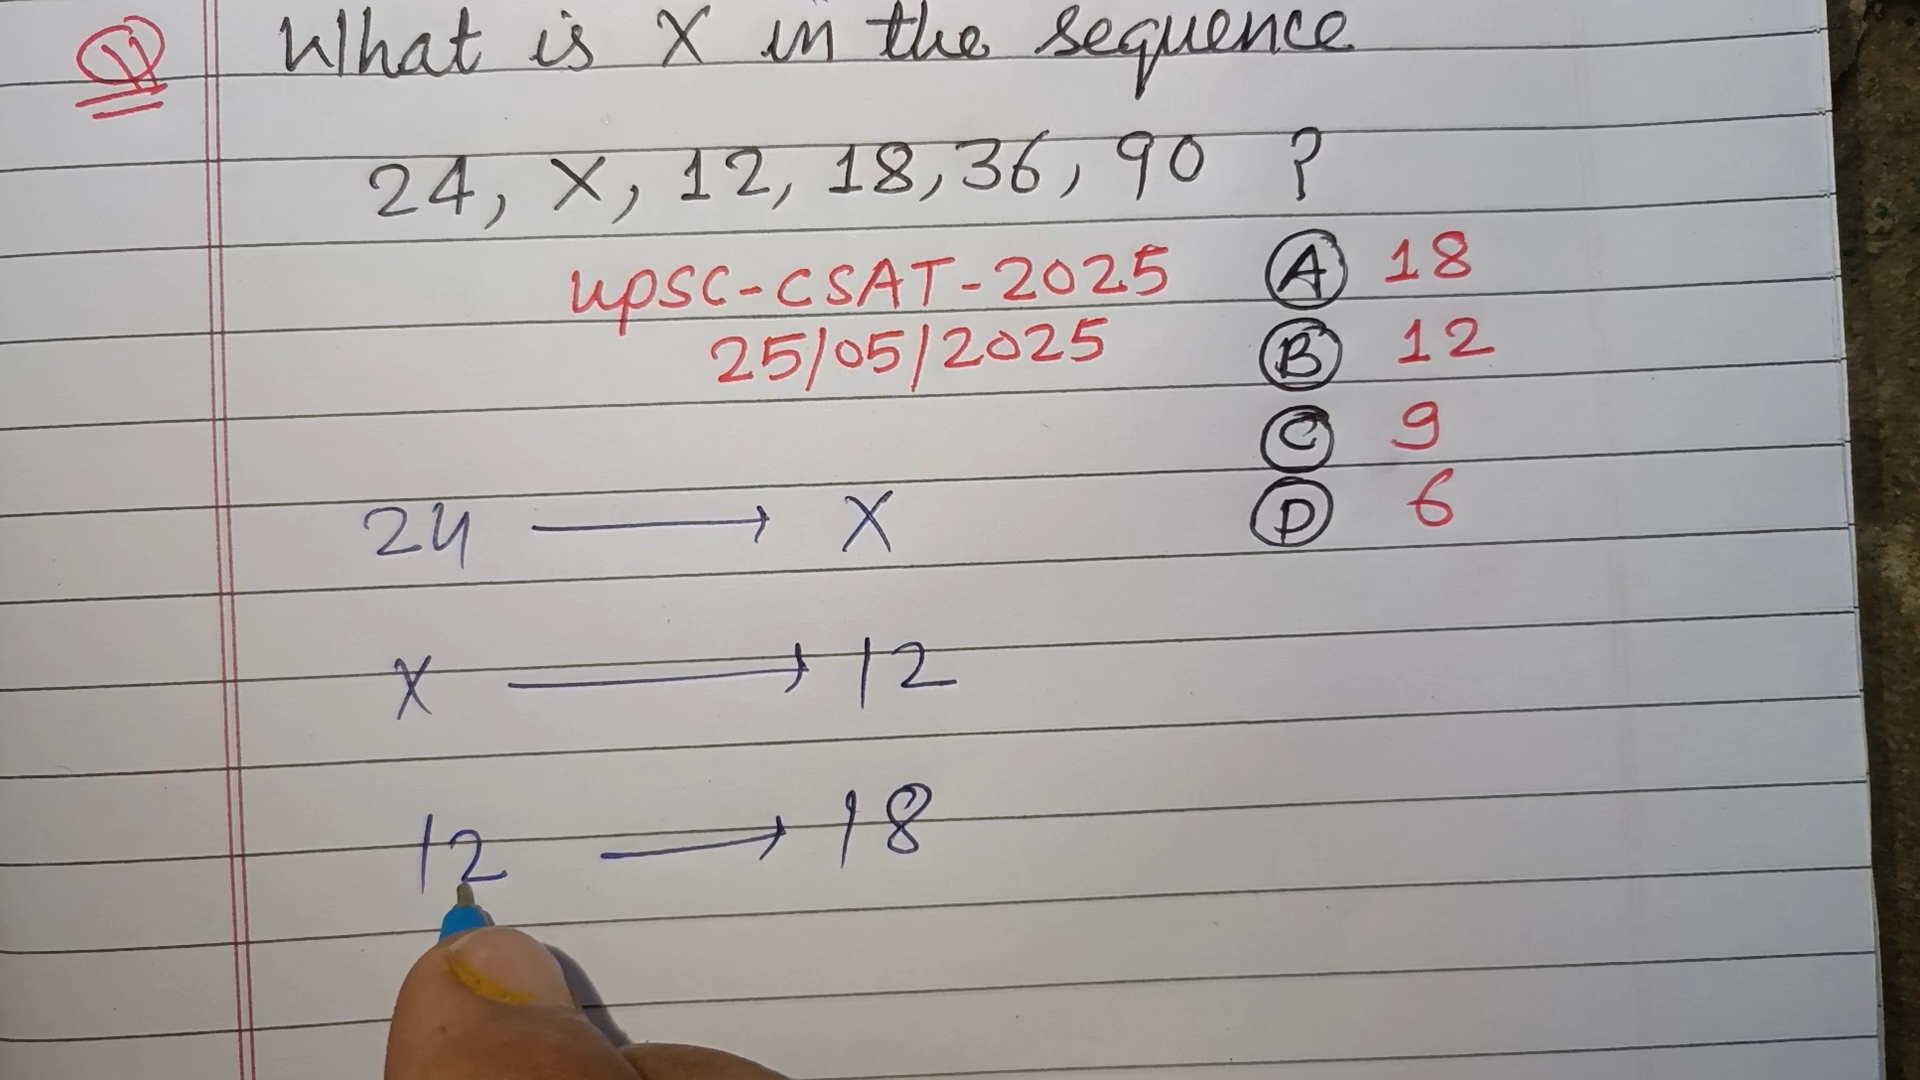 Q What is X in the sequence
24, X, 12, 18, 36, 90 ?
UPSC-CSAT-2025
25/05/2025
A 18
B 12
C 9
D 6
24 → X
X → 12
12 → 18